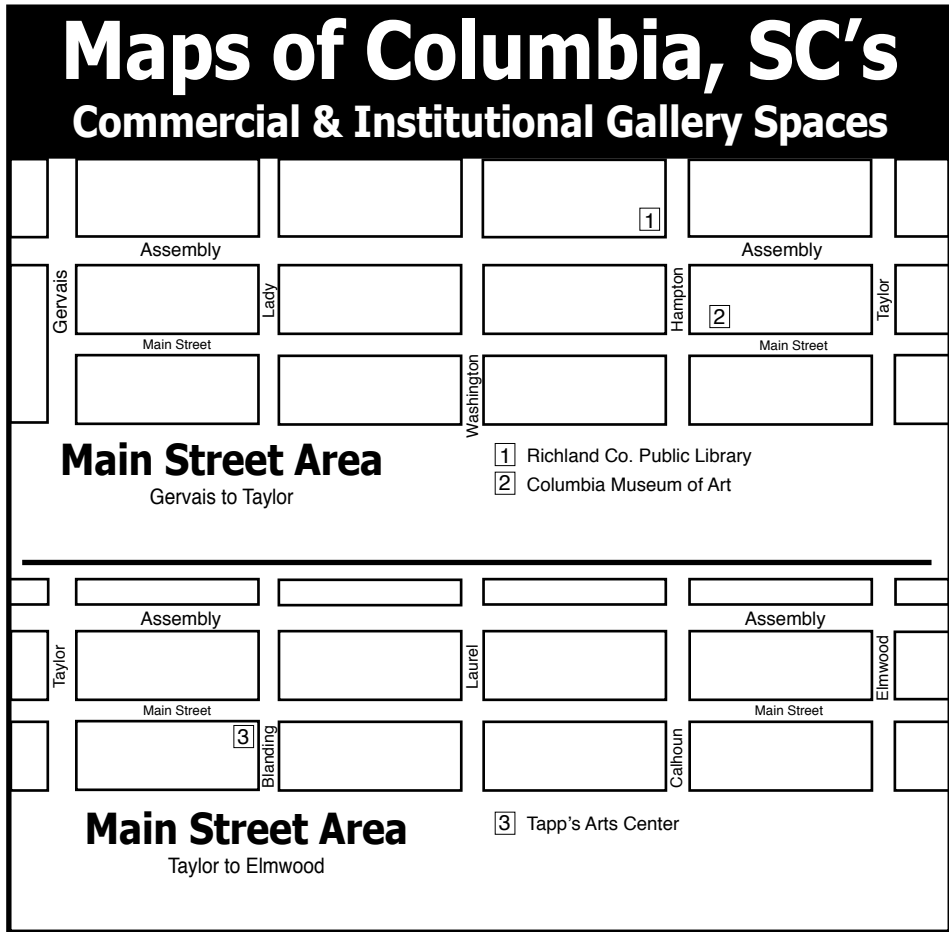 Maps of Columbia, SC’s
Commercial & Institutional Gallery Spaces
1
Assembly
Assembly
Gervais
Lady
Hampton
2
Taylor
Main Street
Main Street
Washington
Main Street Area
Gervais to Taylor
1 Richland Co. Public Library
2 Columbia Museum of Art
Assembly
Assembly
Taylor
Laurel
Elmwood
Main Street
Main Street
3
Blanding
Calhoun
Main Street Area
Taylor to Elmwood
3 Tapp’s Arts Center